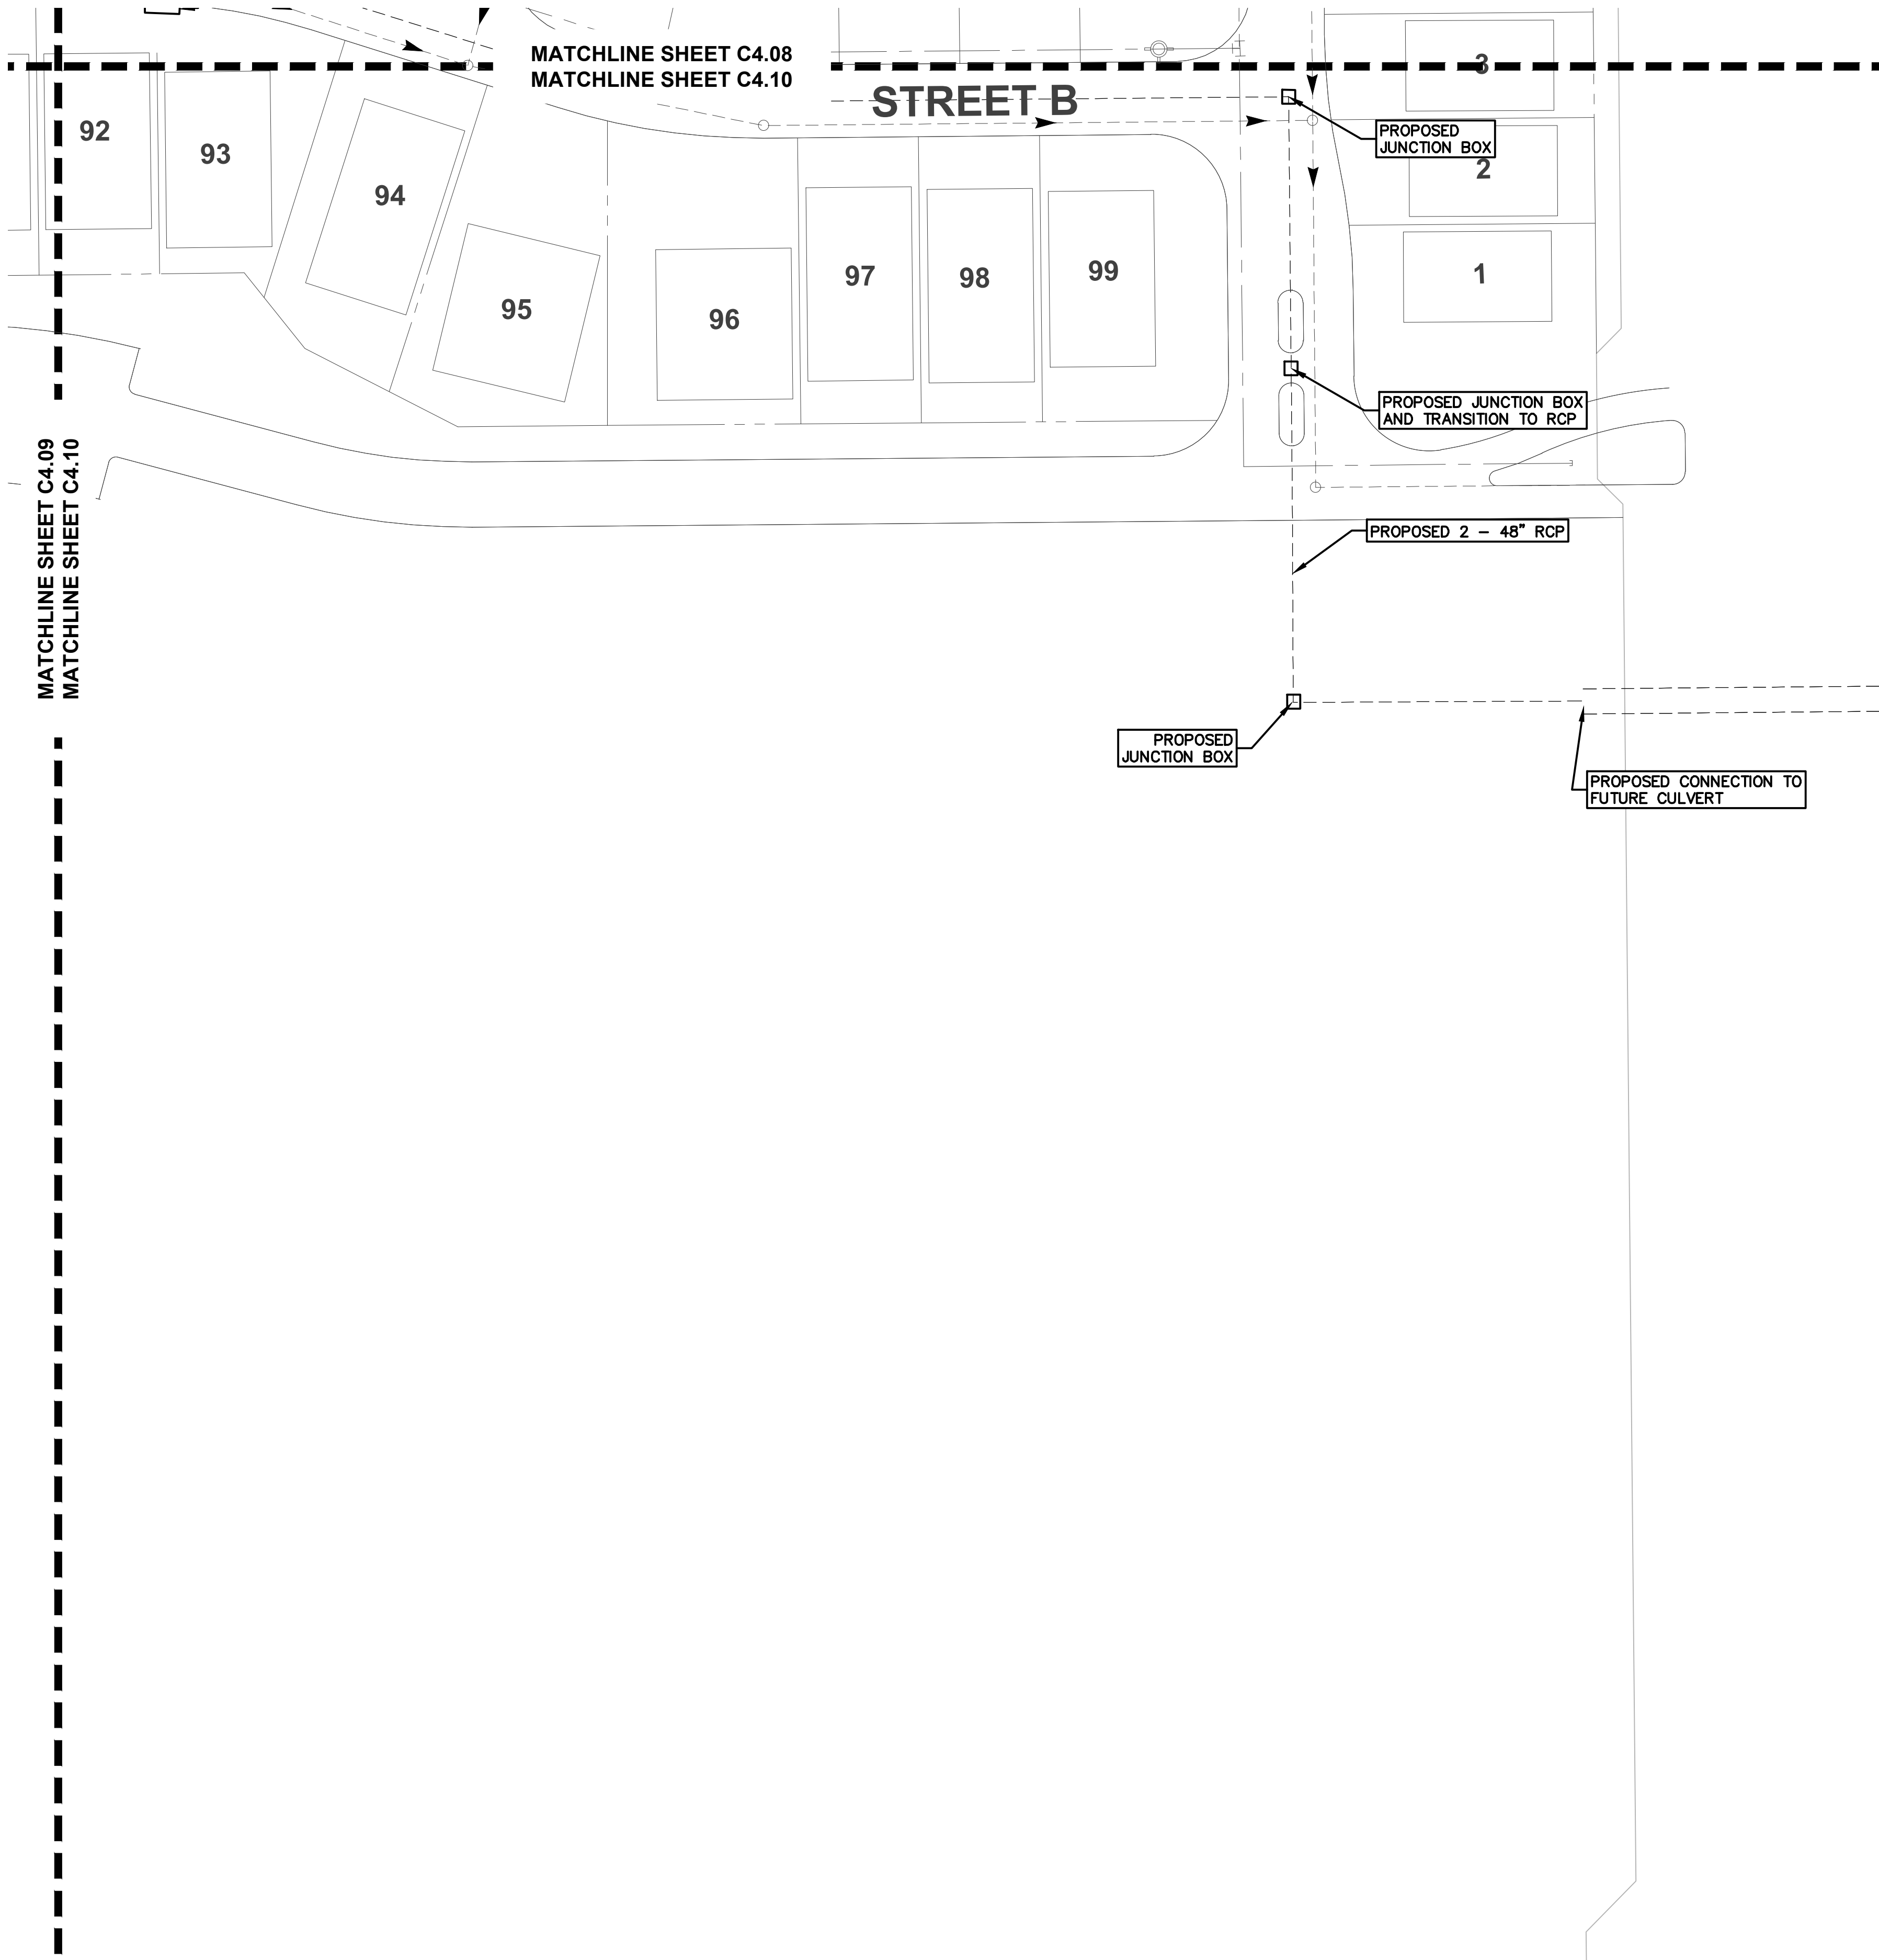 MATCHLINE SHEET C4.08
MATCHLINE SHEET C4.10
STREET B
3
PROPOSED
JUNCTION BOX
2
92
93
94
95
96
97
98
99
1
PROPOSED JUNCTION BOX
AND TRANSITION TO RCP
MATCHLINE SHEET C4.09
MATCHLINE SHEET C4.10
PROPOSED 2 - 48" RCP
PROPOSED
JUNCTION BOX
PROPOSED CONNECTION TO
FUTURE CULVERT